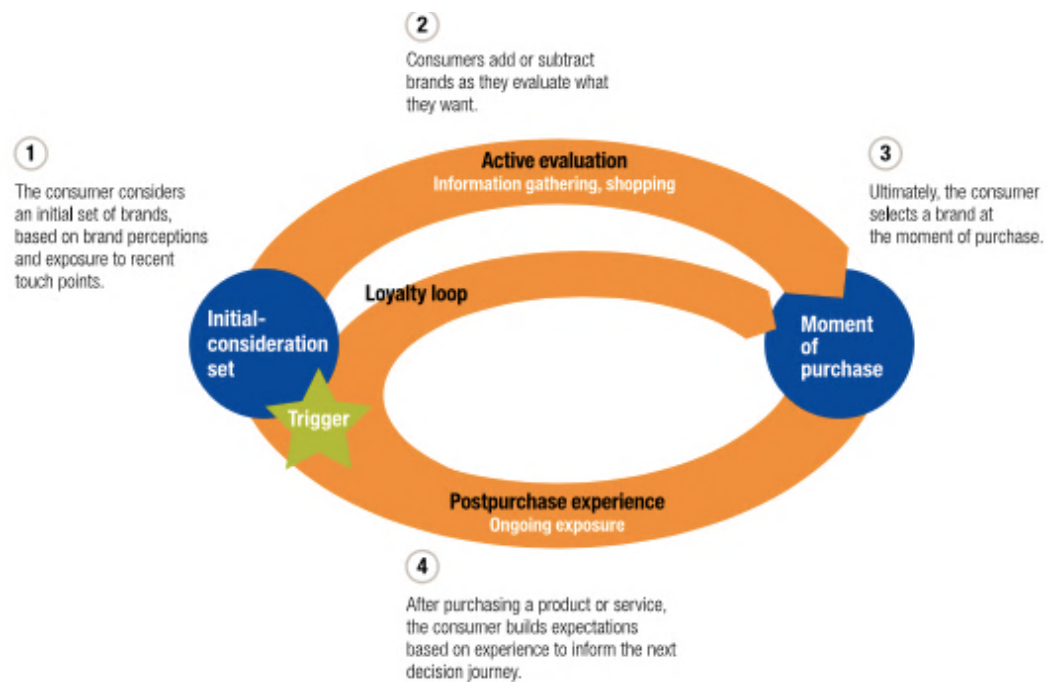 1
The consumer considers
an initial set of brands,
based on brand perceptions
and exposure to recent
touch points.
2
Consumers add or subtract
brands as they evaluate what
they want.
3
Ultimately, the consumer
selects a brand at
the moment of purchase.
Active evaluation
Information gathering, shopping
Loyalty loop
Initial-
consideration
set
Trigger
Moment
of
purchase
Postpurchase experience
Ongoing exposure
4
After purchasing a product or service,
the consumer builds expectations
based on experience to inform the next
decision journey.